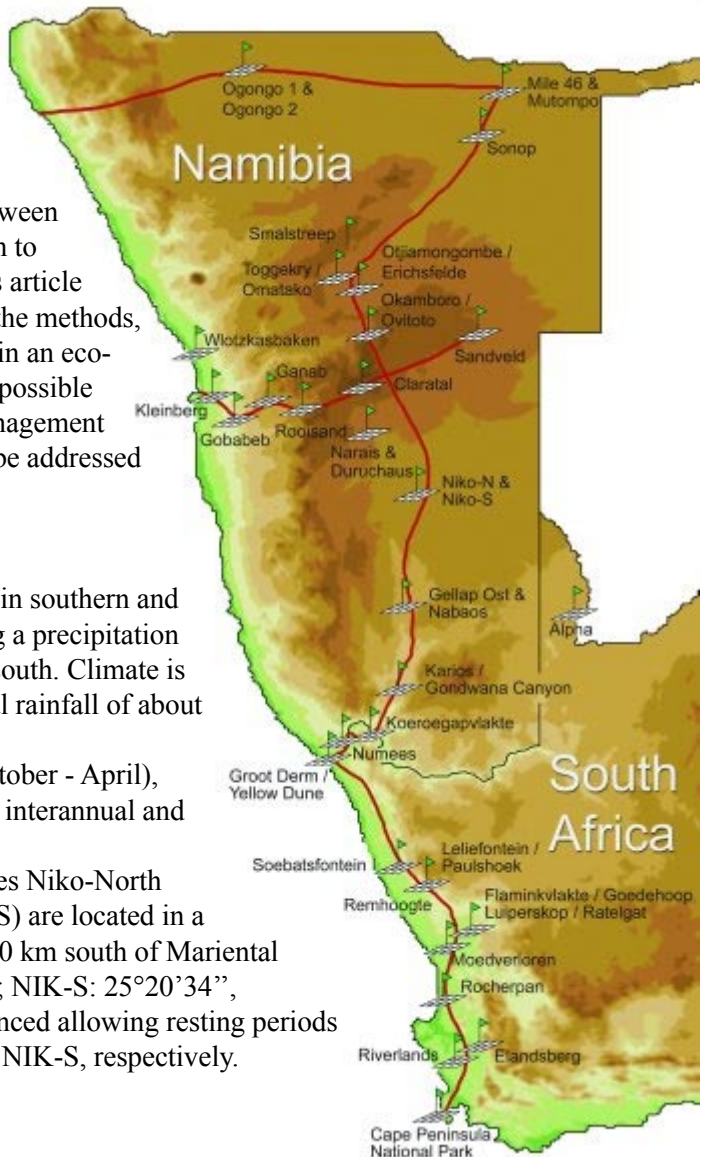 Ogongo 1 &
Ogongo 2
Mile 46 &
Mutompo
Sonop
Namibia
Smalstreep
Toggekry /
Omatako
Otjiamongombe /
Erichsfelde
Okamboro /
Ovitoto
Wlotzkasbaken
Sandveld
Ganab
Claratal
Kleinberg
Gobabeb
Rooisand
Narais &
Duruchaus
Niko-N &
Niko-S
Gellap Ost &
Nabaos
Alpha
Karios /
Gondwana Canyon
Koeroegapvlakte
Numees
Groot Derm /
Yellow Dune
South
Africa
Soebatsfontein
Leliefontein /
Paulshoek
Remhoogte
Flaminkvlakte / Goedehoop
Luiperskop / Ratelgat
Moedverloren
Rocherpan
Riverlands
Elandsberg
Cape Peninsula
National Park
ween
n to
s article
the methods,
in an eco-
possible
nagement
be addressed
in southern and
g a precipitation
outh. Climate is
l rainfall of about
tober - April),
interannual and
es Niko-North
S) are located in a
0 km south of Mariental
; NIK-S: 25°20’34’’,
nced allowing resting periods
NIK-S, respectively.